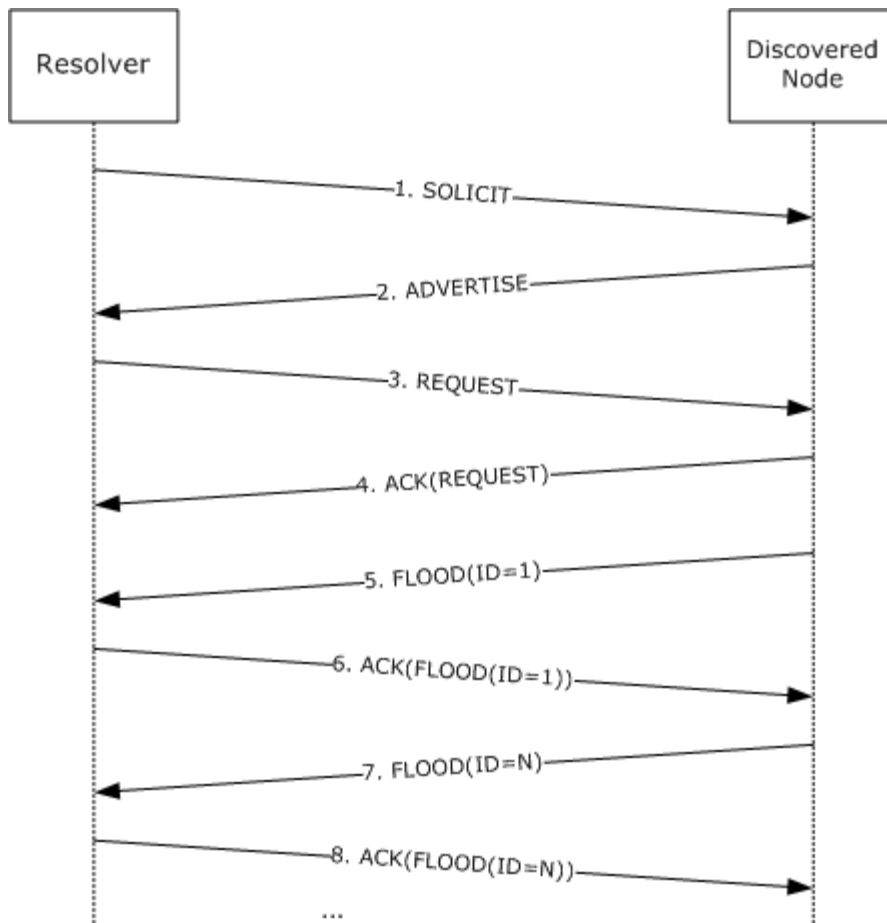 Resolver
Discovered
Node
1. SOLICIT
2. ADVERTISE
3. REQUEST
4. ACK(REQUEST)
5. FLOOD(ID=1)
6. ACK(FLOOD(ID=1))
7. FLOOD(ID=N)
8. ACK(FLOOD(ID=N))
...